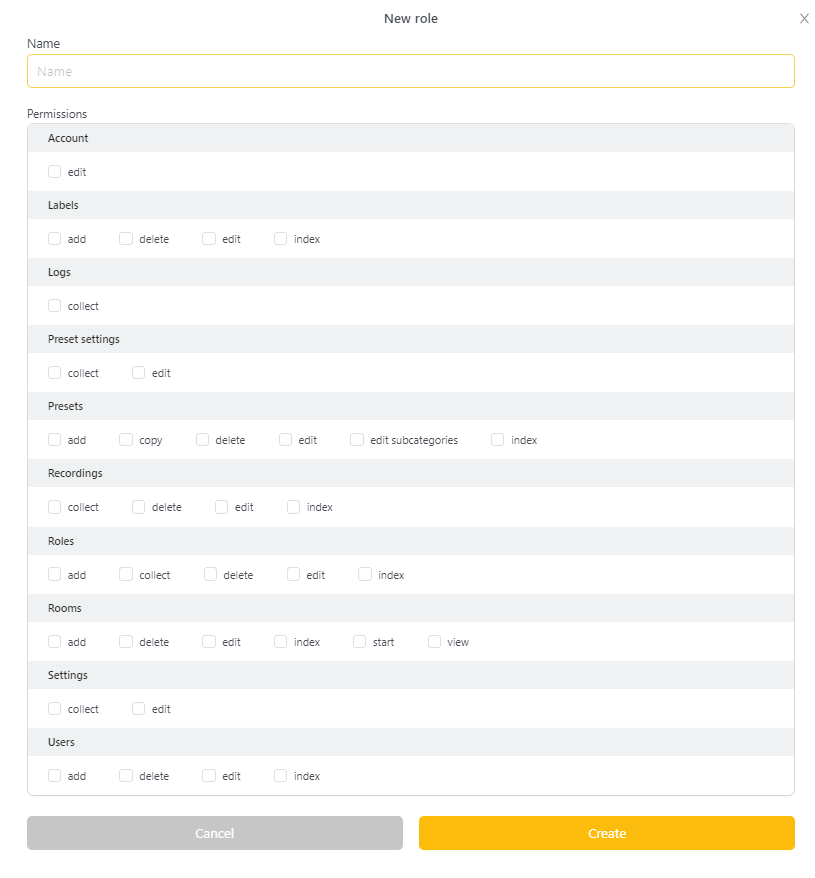 New role
Name
Name
Permissions
Account
edit
Labels
add delete edit index
Logs
collect
Preset settings
collect edit
Presets
add copy delete edit edit subcategories index
Recordings
collect delete edit index
Roles
add collect delete edit index
Rooms
add delete edit index start view
Settings
collect edit
Users
add delete edit index
Cancel Create